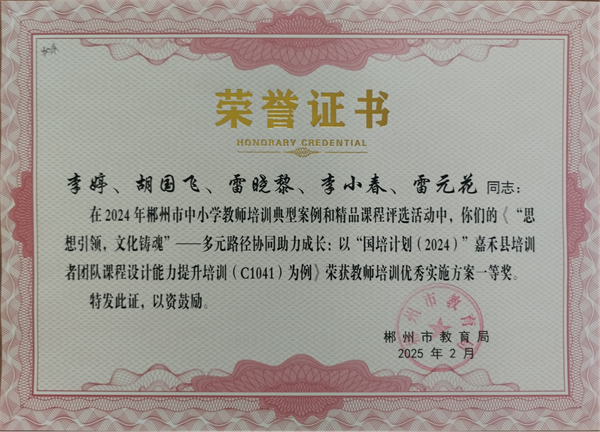 荣誉证书
HONORARY CREDENTIAL
李婷、胡国飞、雷晓黎、李小春、雷元花 同志：
在2024年郴州市中小学教师培训典型案例和精品课程评选活动中，你们的《“思
想引领，文化铸魂”——多元路径协同助力成长：以“国培计划（2024）”嘉禾县培训
者团队课程设计能力提升培训（C1041）为例》荣获教师培训优秀实施方案一等奖。
特发此证，以资鼓励。
郴州市教育局
郴州市教育局
2025年2月